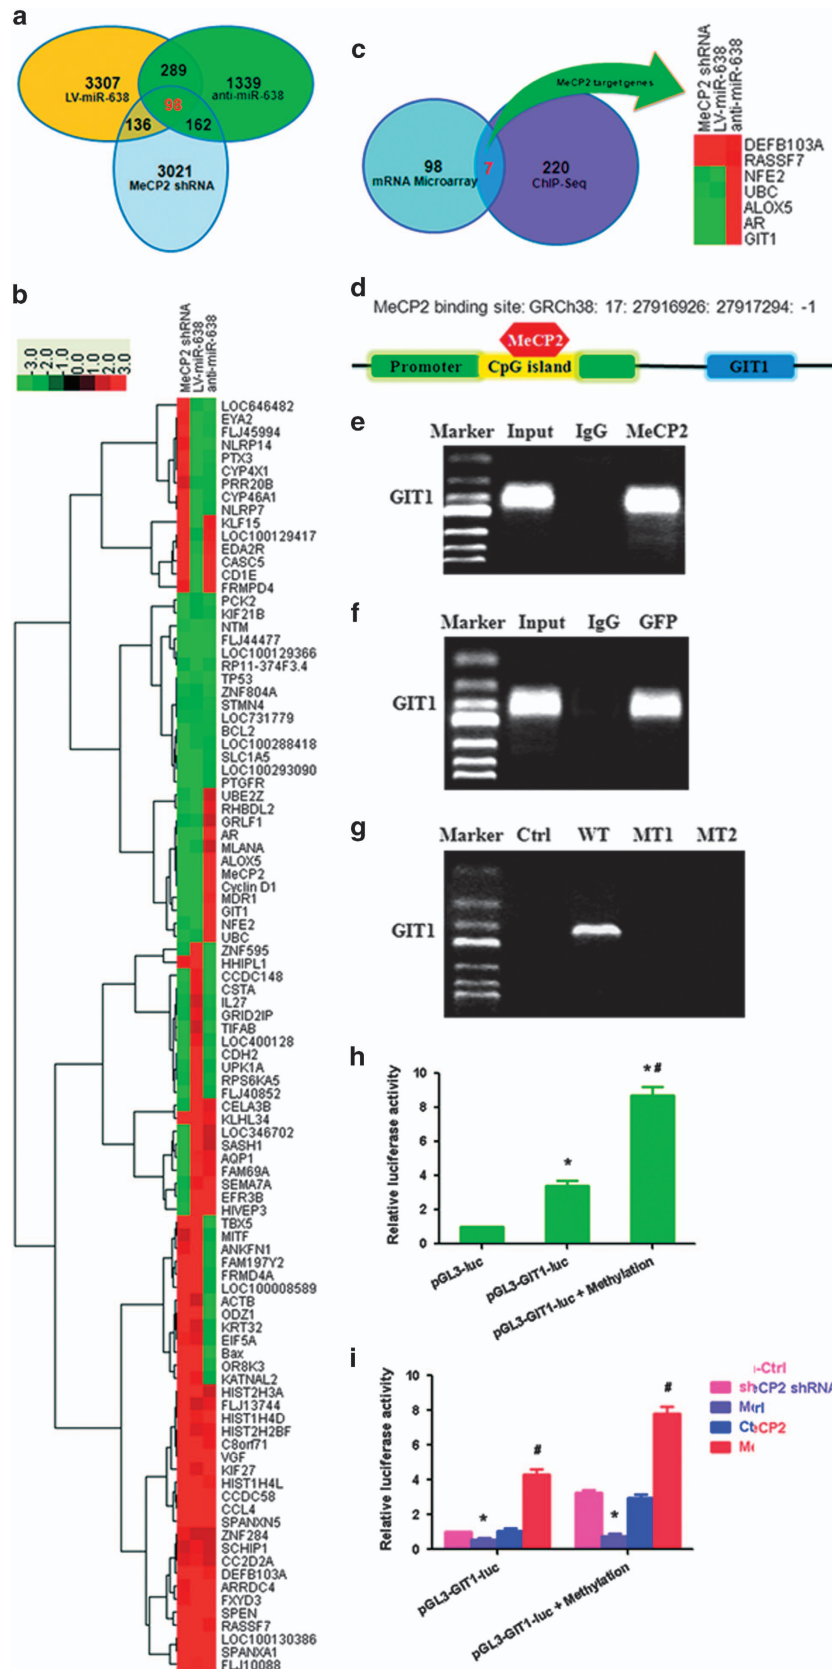 a
3307
LV-miR-638
289
1339
anti-miR-638
98
136
162
3021
MeCP2 shRNA
c
MeCP2 target genes
98
mRNA Microarray
7
220
ChIP-Seq
MeCP2 shRNA
LV-miR-638
anti-miR-638
DEFB103A
RASSF7
NFE2
UBC
ALOX5
AR
GIT1
b
-3.0
-2.0
-1.0
0.0
1.0
2.0
3.0
MeCP2 shRNA
LV-miR-638
anti-miR-638
LOC646482
EYA2
FLJ45994
NLRP14
PTX3
CYP4X1
PRR20B
CYP46A1
NLRP7
KLF15
LOC100129417
EDA2R
CASC5
CD1E
FRMPD4
PCK2
KIF21B
NTM
FLJ44477
LOC100129366
RP11-374F3.4
TP53
ZNF804A
STMN4
LOC731779
BCL2
LOC100288418
SLC1A5
LOC100293090
PTGFR
UBE2Z
RHBDL2
GRLF1
AR
MLANA
ALOX5
MeCP2
Cyclin D1
MDR1
GIT1
NFE2
UBC
ZNF595
HHIPL1
CCDC148
CSTA
IL27
GRID2IP
TIFAB
LOC400128
CDH2
UPK1A
RPS6KA5
FLJ40852
CELA3B
KLHL34
LOC346702
SASH1
AQP1
FAM69A
SEMA7A
EFR3B
HIVEP3
TBX5
MITF
ANKFN1
FAM197Y2
FRMD4A
LOC100008589
ACTB
ODZ1
KRT32
EIF5A
Bax
OR8K3
KATNAL2
HIST2H3A
FLJ13744
HIST1H4D
HIST2H2BF
C8orf71
VGF
KIF27
HIST1H4L
CCDC58
CCL4
SPANXN5
ZNF284
SCHIP1
CC2D2A
DEFB103A
ARRDC4
FXYD3
SPEN
RASSF7
LOC100130386
SPANXA1
FLJ10088
d
MeCP2 binding site: GRCh38: 17: 27916926: 27917294: -1
MeCP2
Promoter CpG island GIT1
e
Marker Input IgG MeCP2
GIT1
f
Marker Input IgG GFP
GIT1
g
Marker Ctrl WT MT1 MT2
GIT1
h
Relative luciferase activity
10
8
6
4
2
0
*
* #
pGL3-luc
pGL3-GIT1-luc
pGL3-GIT1-luc + Methylation
i
Relative luciferase activity
10
8
6
4
2
0
*
#
*
#
pGL3-GIT1-luc
pGL3-GIT1-luc + Methylation
-Ctrl
sheCP2 shRNA
Mrl
CteCP2
Me